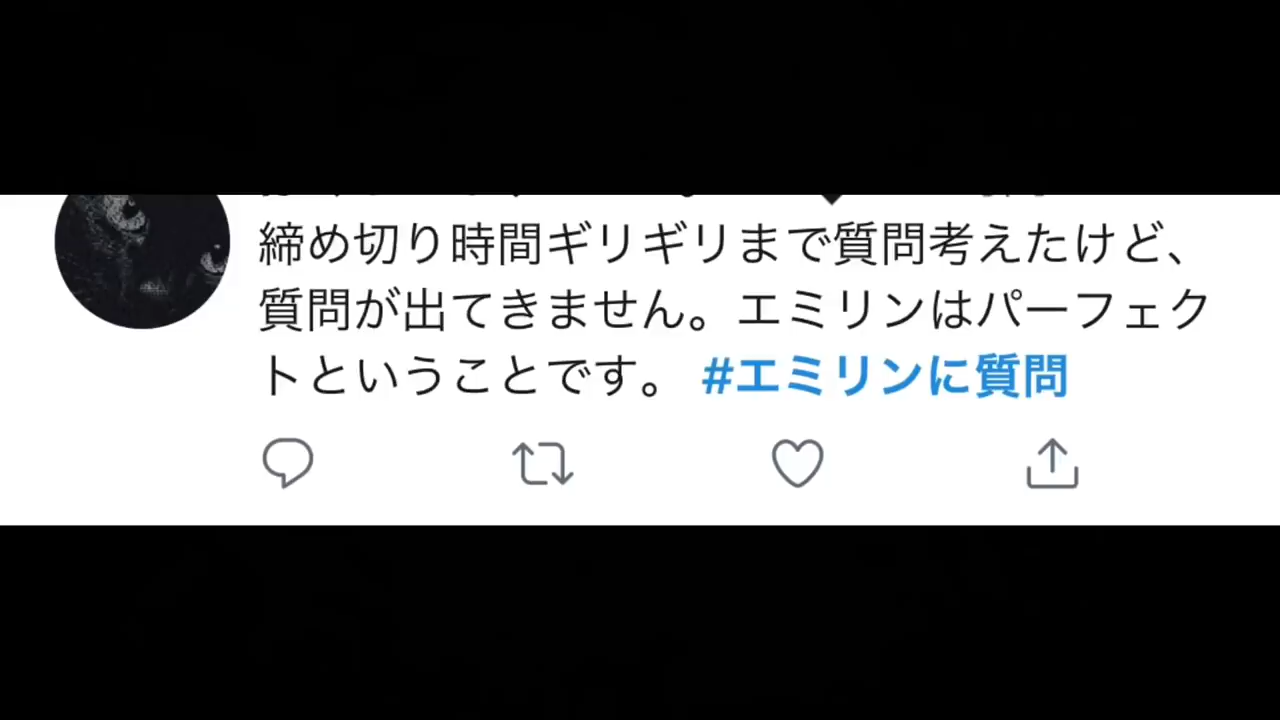 締め切り時間ギリギリまで質問考えたけど、
質問が出てきません。エミリンはパーフェク
トということです。 #エミリンに質問